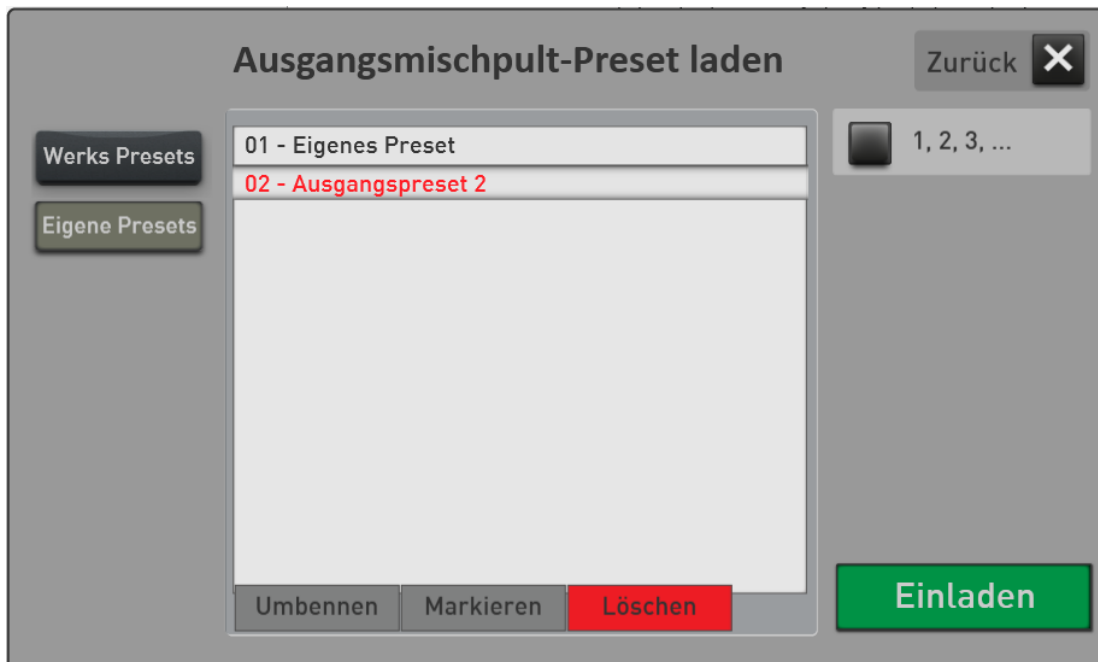 Ausgangsmischpult-Preset laden
Zurück
Werks Presets
Eigene Presets
01 - Eigenes Preset
02 - Ausgangspreset 2
1, 2, 3, ...
Umbennen
Markieren
Löschen
Einladen